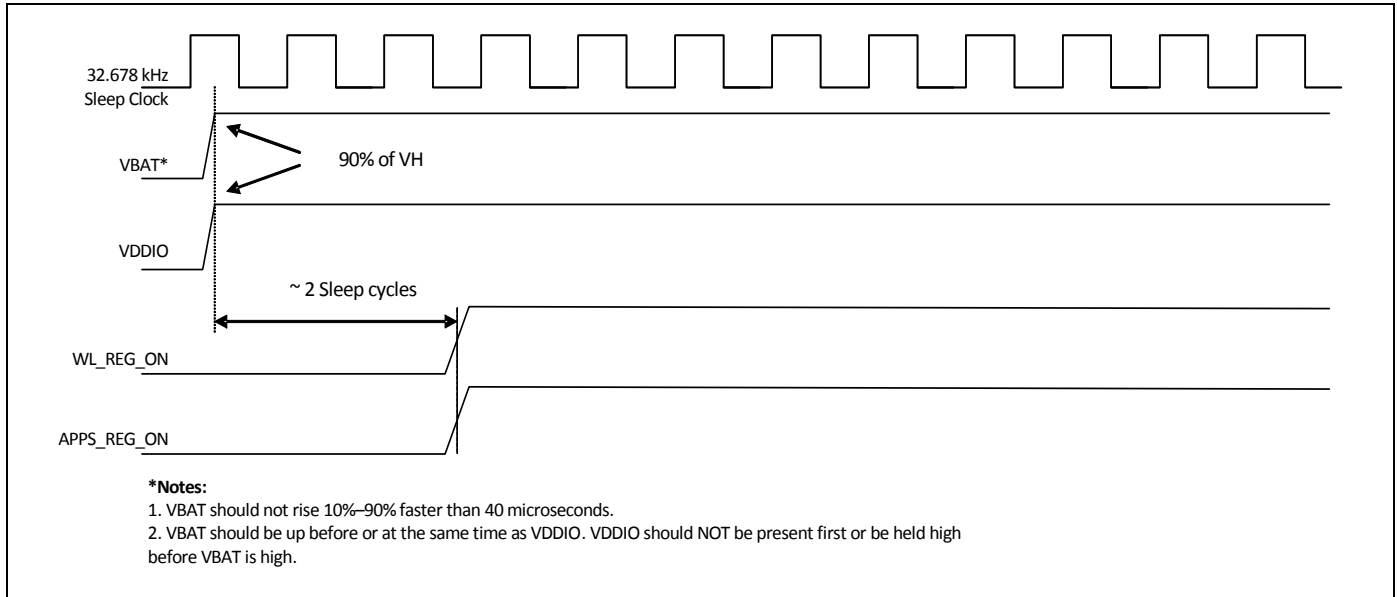 32.678 kHz
Sleep Clock
VBAT*
90% of VH
VDDIO
~ 2 Sleep cycles
WL_REG_ON
APPS_REG_ON
*Notes:
1. VBAT should not rise 10%–90% faster than 40 microseconds.
2. VBAT should be up before or at the same time as VDDIO. VDDIO should NOT be present first or be held high
before VBAT is high.